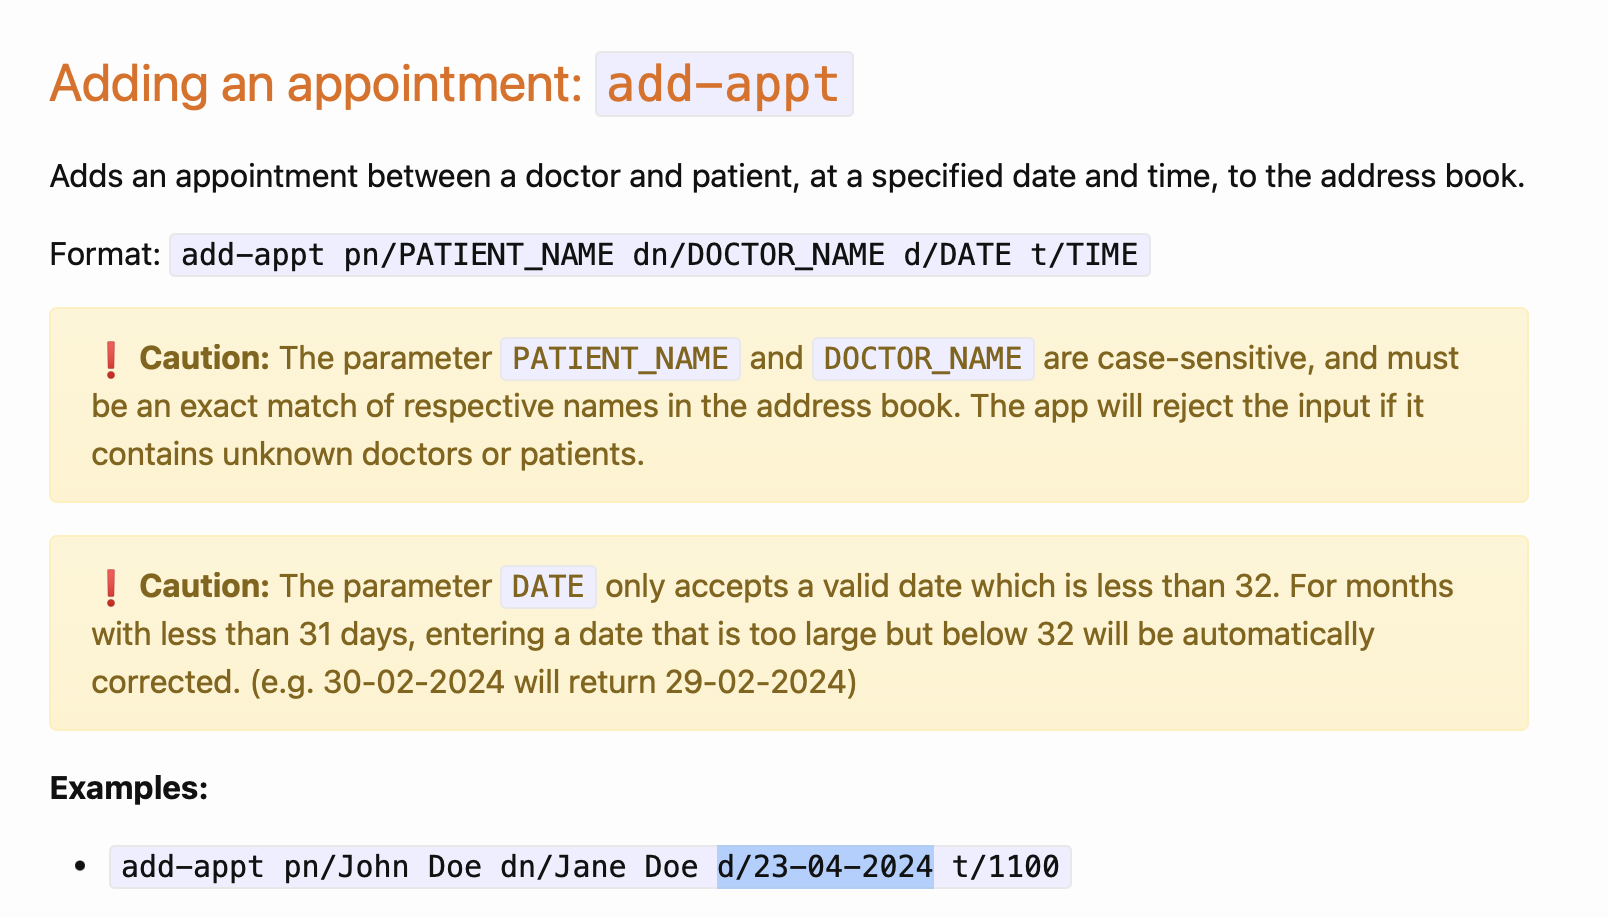 Adding an appointment: add-appt
Adds an appointment between a doctor and patient, at a specified date and time, to the address book.
Format: add-appt pn/PATIENT_NAME dn/DOCTOR_NAME d/DATE t/TIME
❗ Caution: The parameter PATIENT_NAME and DOCTOR_NAME are case-sensitive, and must
be an exact match of respective names in the address book. The app will reject the input if it
contains unknown doctors or patients.
❗ Caution: The parameter DATE only accepts a valid date which is less than 32. For months
with less than 31 days, entering a date that is too large but below 32 will be automatically
corrected. (e.g. 30-02-2024 will return 29-02-2024)
Examples:
• add-appt pn/John Doe dn/Jane Doe d/23-04-2024 t/1100